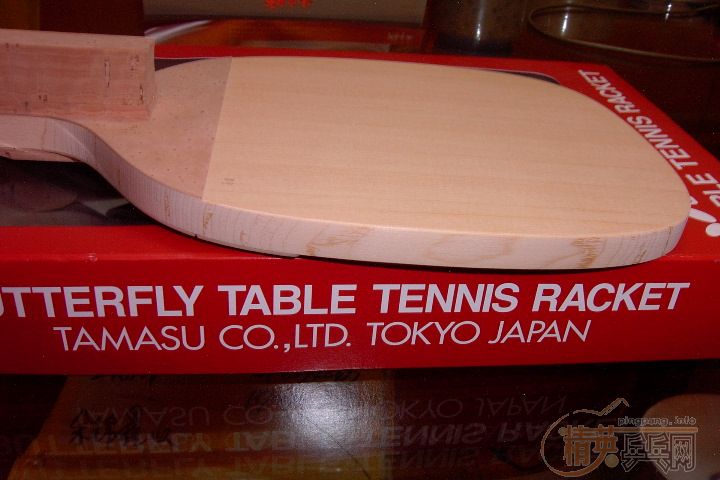 BLE TENNIS RACKET
UTTERFLY TABLE TENNIS RACKET
TAMASU CO.,LTD. TOKYO JAPAN
pingpang.info
精英乒乓网